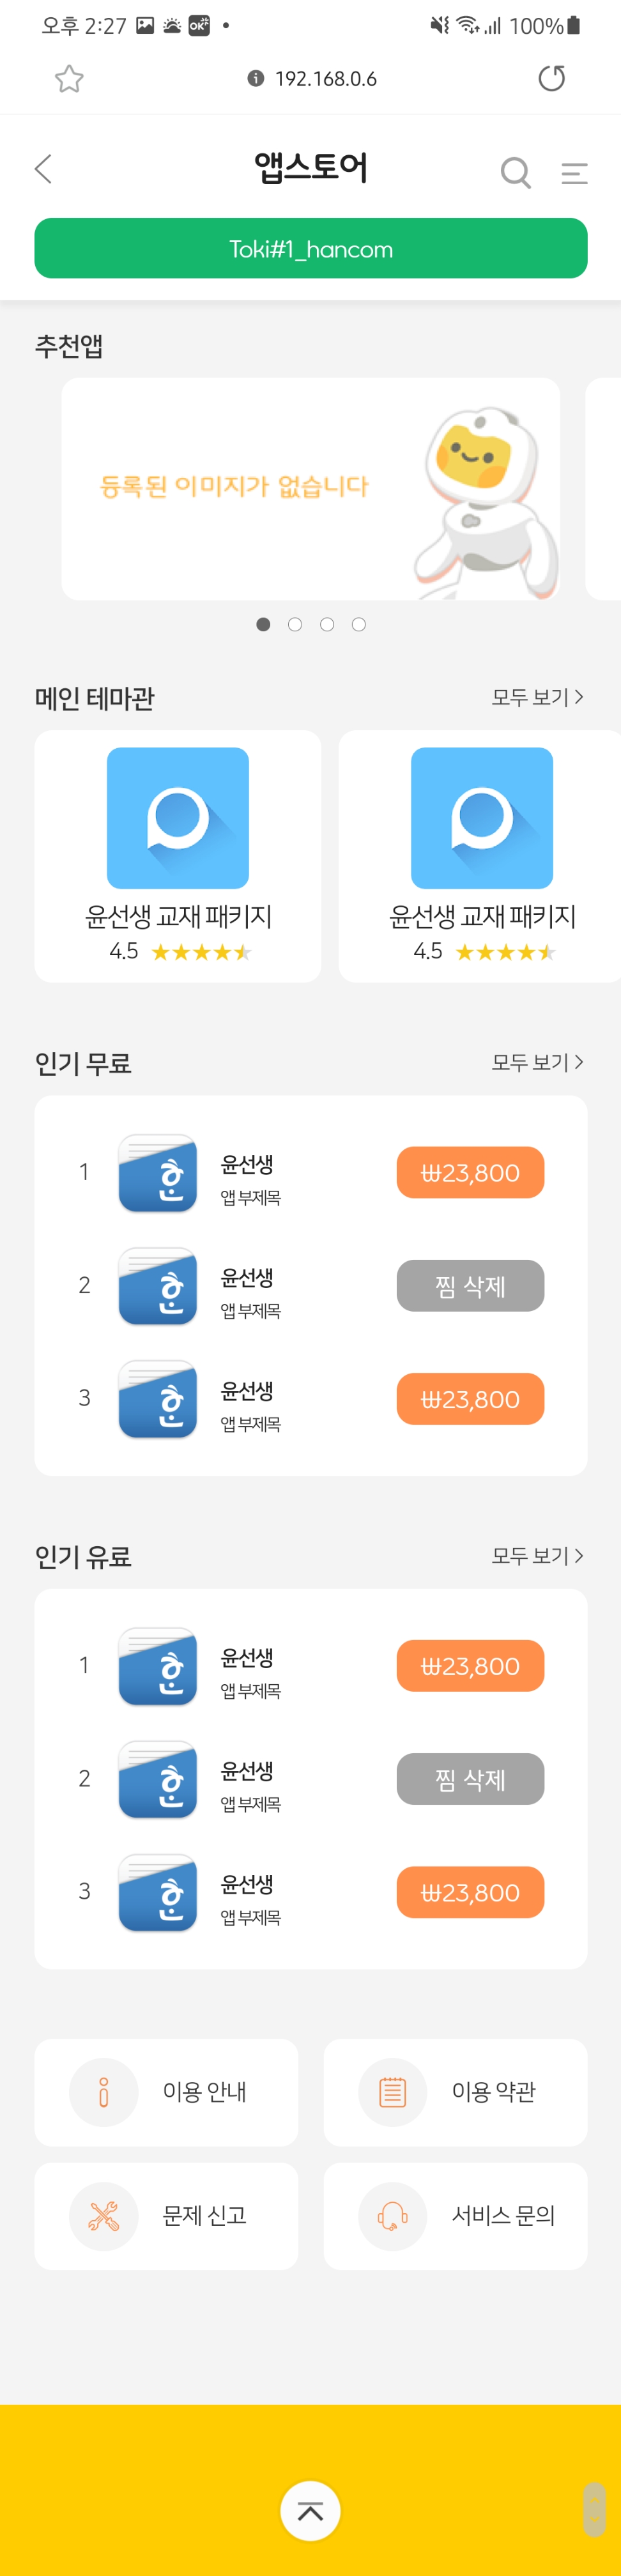 오후 2:27
OK
100%
192.168.0.6
앱스토어
Toki#1_hancom
추천앱
등록된 이미지가 없습니다
메인 테마관
모두 보기 >
윤선생 교재 패키지
4.5
윤선생 교재 패키지
4.5
인기 무료
모두 보기 >
1
윤선생
앱 부제목
₩23,800
2
윤선생
앱 부제목
찜 삭제
3
윤선생
앱 부제목
₩23,800
인기 유료
모두 보기 >
1
윤선생
앱 부제목
₩23,800
2
윤선생
앱 부제목
찜 삭제
3
윤선생
앱 부제목
₩23,800
이용 안내
이용 약관
문제 신고
서비스 문의